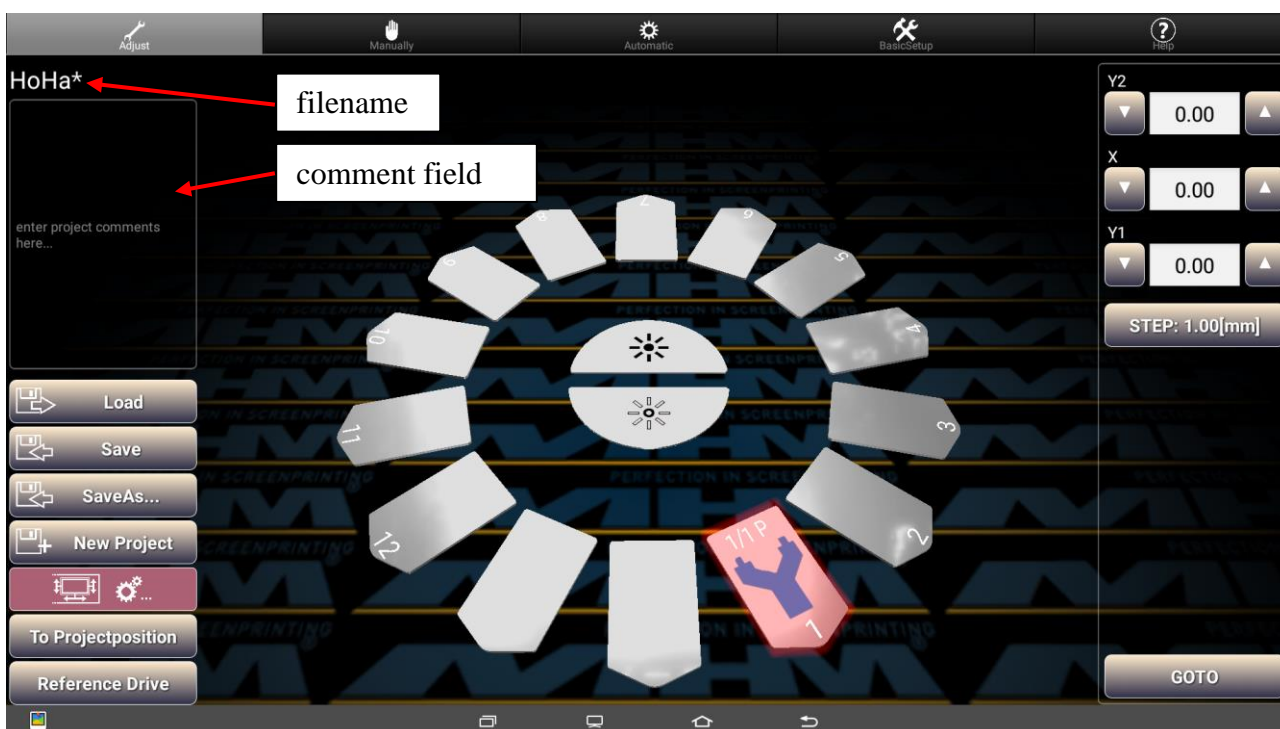 Adjust
Manually
Automatic
BasicSetup
Help
HoHa*
filename
comment field
enter project comments
here...
Load
Save
SaveAs...
New Project
...
To Projectposition
Reference Drive
7
8
6
9
5
10
4
11
3
12
2
1/1 P
1
Y2
0.00
X
0.00
Y1
0.00
STEP: 1.00[mm]
GOTO
MHM
PERFECTION IN SCREENPRINTING